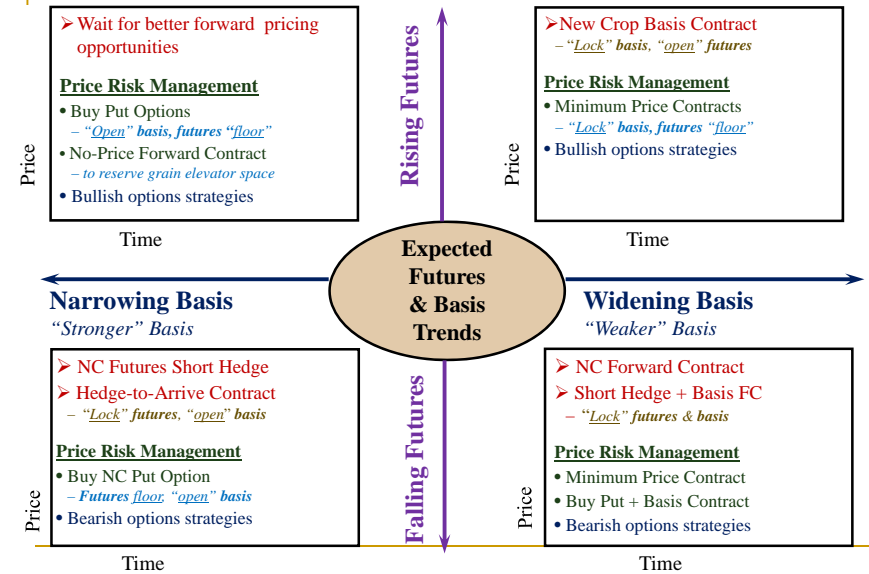 ➢ Wait for better forward pricing
opportunities
Price Risk Management
• Buy Put Options
– “Open” basis, futures “floor”
• No-Price Forward Contract
– to reserve grain elevator space
• Bullish options strategies
Price
Time
Rising Futures
➢New Crop Basis Contract
– “Lock” basis, “open” futures
Price Risk Management
• Minimum Price Contracts
– “Lock” basis, futures “floor”
• Bullish options strategies
Price
Time
Expected
Futures
& Basis
Trends
Narrowing Basis
“Stronger” Basis
Widening Basis
“Weaker” Basis
➢ NC Futures Short Hedge
➢ Hedge-to-Arrive Contract
– “Lock” futures, “open” basis
Price Risk Management
• Buy NC Put Option
– Futures floor, “open” basis
• Bearish options strategies
Price
Time
Falling Futures
➢ NC Forward Contract
➢ Short Hedge + Basis FC
– “Lock” futures & basis
Price Risk Management
• Minimum Price Contract
• Buy Put + Basis Contract
• Bearish options strategies
Price
Time